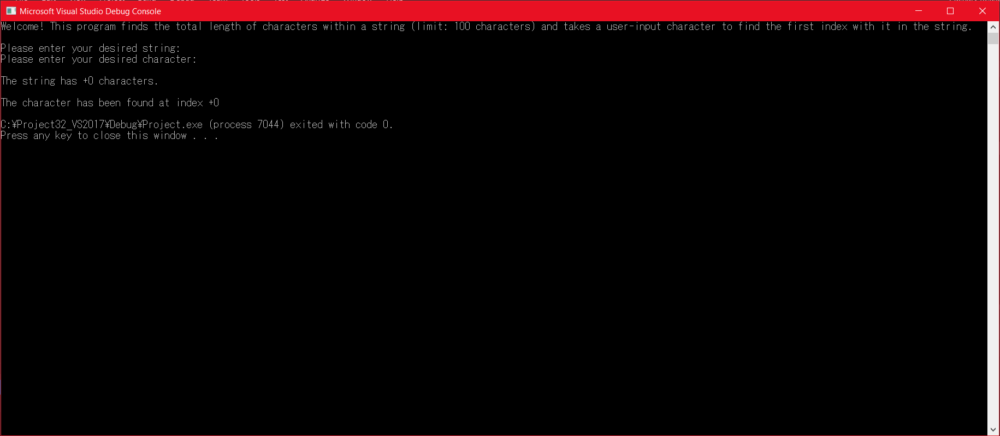 Microsoft Visual Studio Debug Console
Welcome! This program finds the total length of characters within a string (limit: 100 characters) and takes a user-input character to find the first index with it in the string.
Please enter your desired string:
Please enter your desired character:
The string has +0 characters.
The character has been found at index +0
C:¥Project32_VS2017¥Debug¥Project.exe (process 7044) exited with code 0.
Press any key to close this window . . .